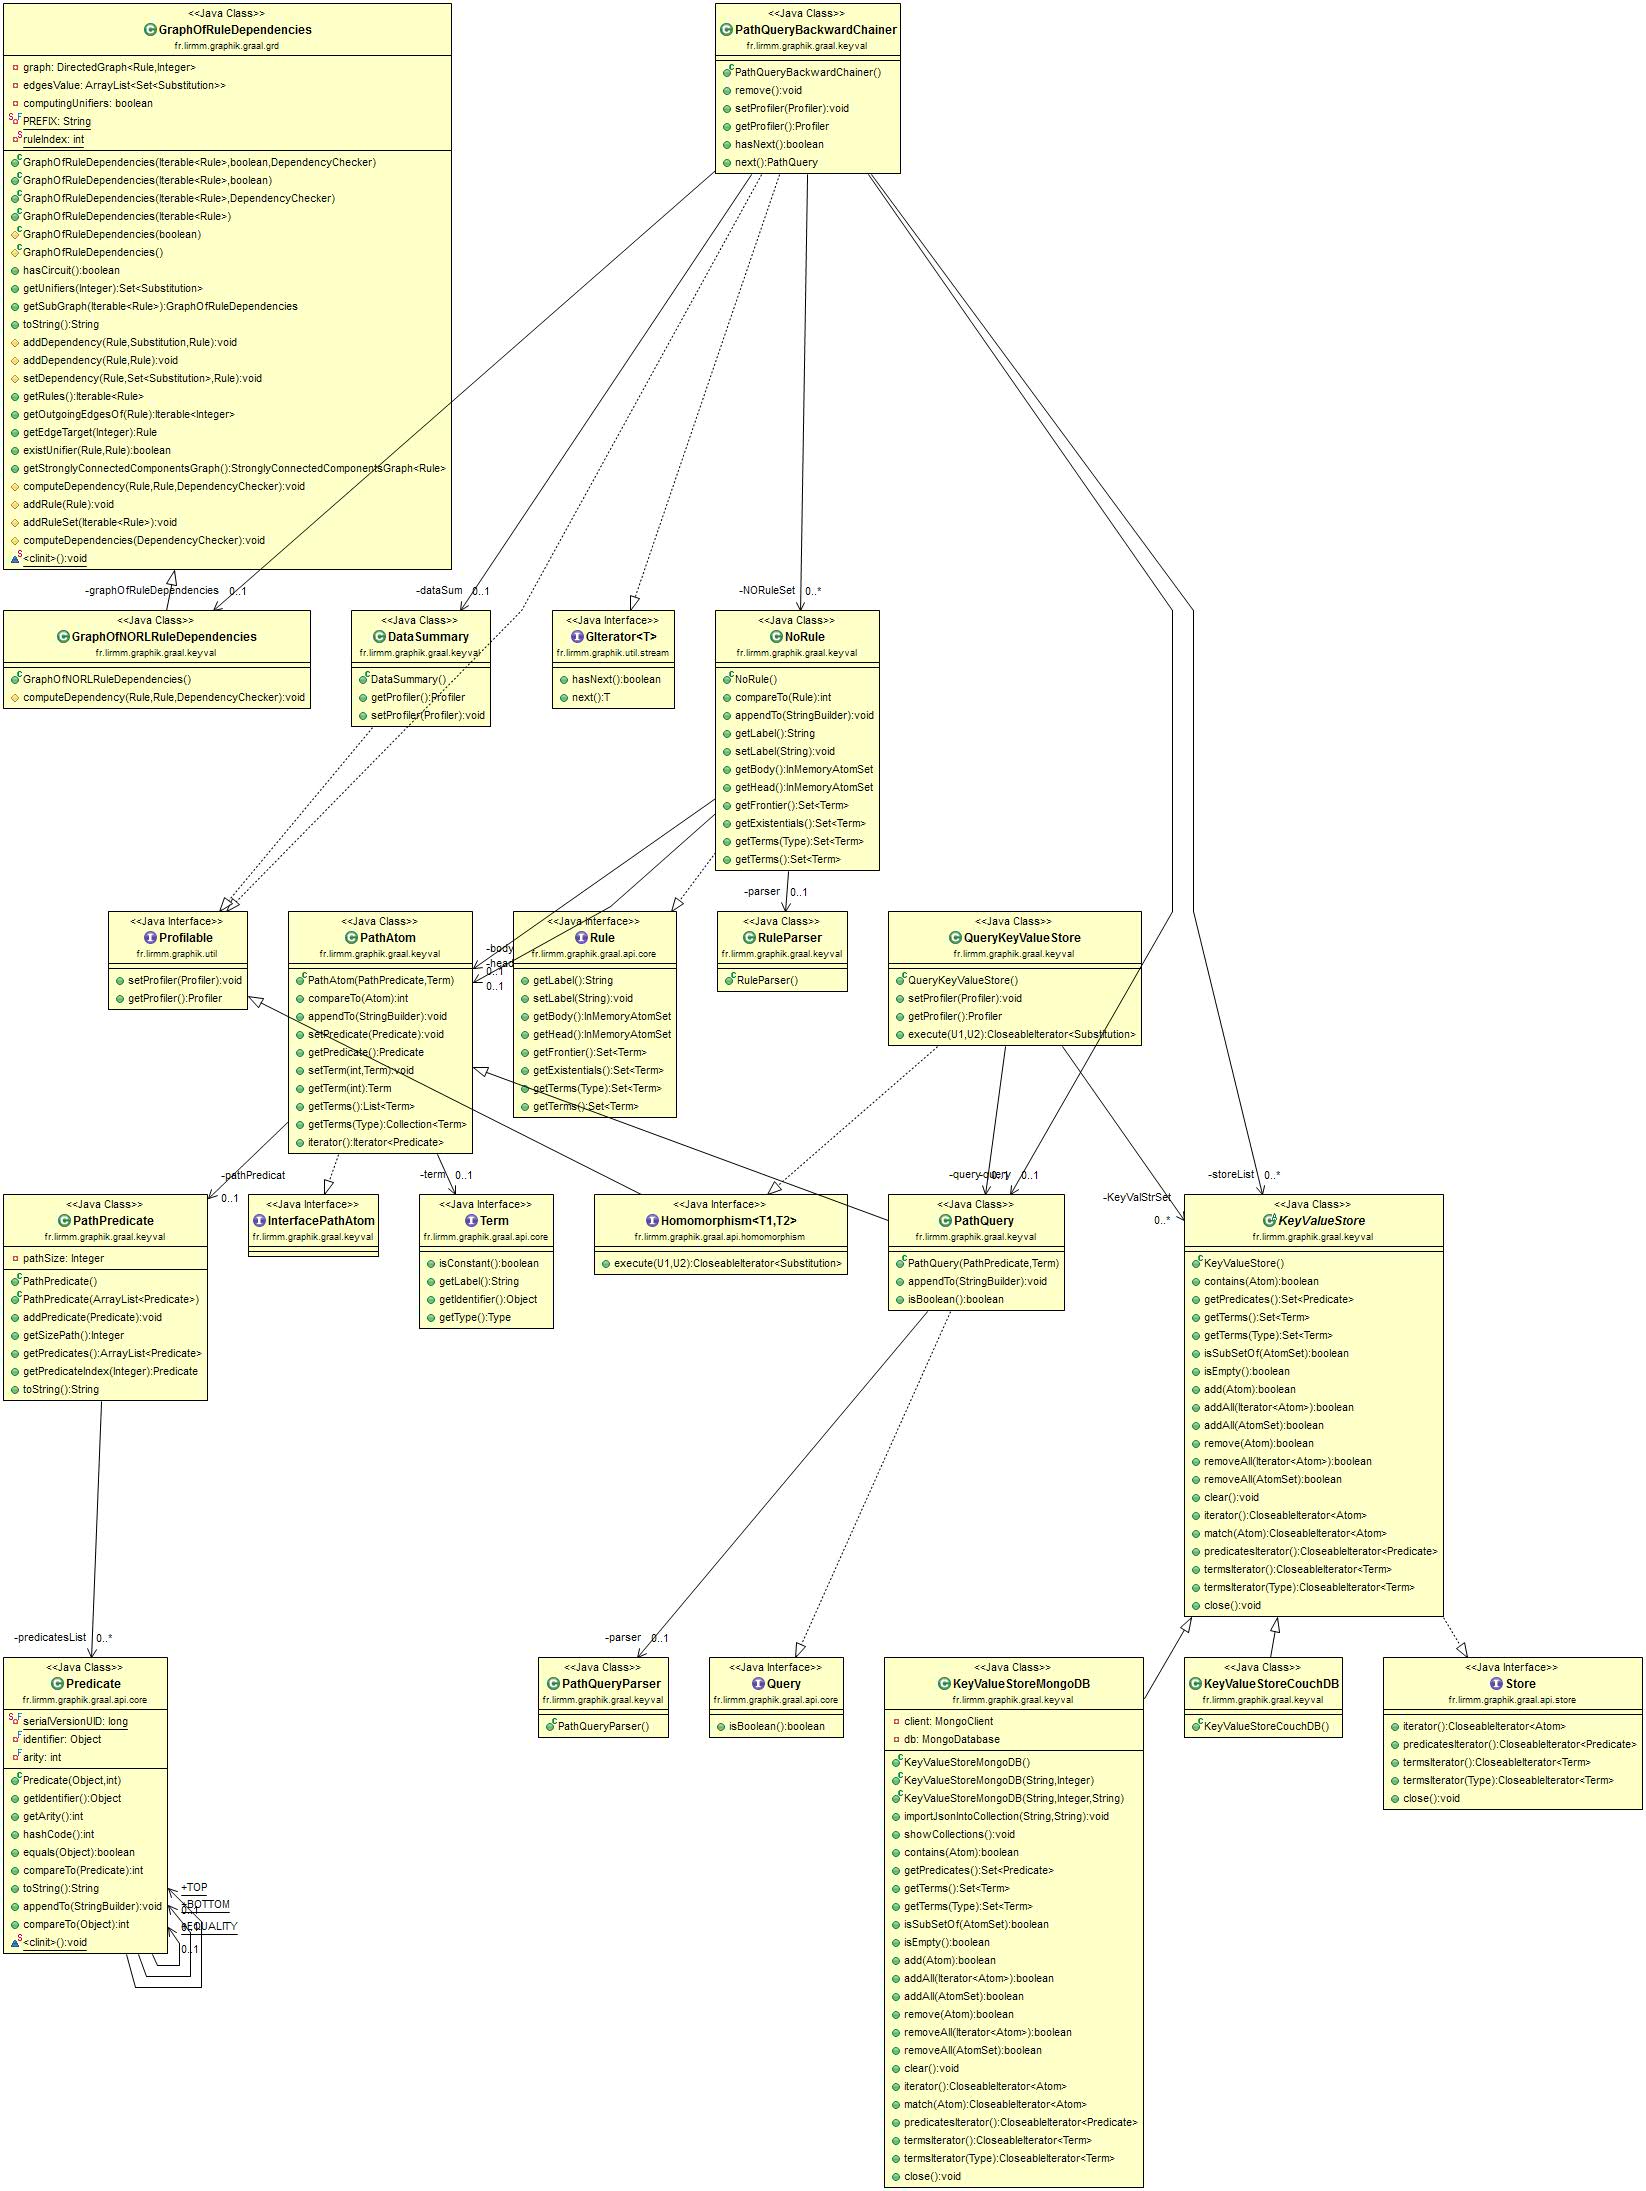 <<Java Class>>
GraphOfRuleDependencies
fr.lirmm.graphik.graal.grd
graph: DirectedGraph<Rule,Integer>
edgesValue: ArrayList<Set<Substitution>>
computingUnifiers: boolean
PREFIX: String
ruleIndex: int
GraphOfRuleDependencies(Iterable<Rule>,boolean,DependencyChecker)
GraphOfRuleDependencies(Iterable<Rule>,boolean)
GraphOfRuleDependencies(Iterable<Rule>,DependencyChecker)
GraphOfRuleDependencies(Iterable<Rule>)
GraphOfRuleDependencies(boolean)
GraphOfRuleDependencies()
hasCircuit():boolean
getUnifiers(Integer):Set<Substitution>
getSubGraph(Iterable<Rule>):GraphOfRuleDependencies
toString():String
addDependency(Rule,Substitution,Rule):void
addDependency(Rule,Rule):void
setDependency(Rule,Set<Substitution>,Rule):void
getRules():Iterable<Rule>
getOutgoingEdgesOf(Rule):Iterable<Integer>
getEdgeTarget(Integer):Rule
existUnifier(Rule,Rule):boolean
getStronglyConnectedComponentsGraph():StronglyConnectedComponentsGraph<Rule>
computeDependency(Rule,Rule,DependencyChecker):void
addRule(Rule):void
addRuleSet(Iterable<Rule>):void
computeDependencies(DependencyChecker):void
<clinit>():void
<<Java Class>>
PathQueryBackwardChainer
fr.lirmm.graphik.graal.keyval
PathQueryBackwardChainer()
remove():void
setProfiler(Profiler):void
getProfiler():Profiler
hasNext():boolean
next():PathQuery
-graphOfRuleDependencies 0..1
-dataSum 0..1
-NORuleSet 0..*
<<Java Class>>
GraphOfNORLRuleDependencies
fr.lirmm.graphik.graal.keyval
GraphOfNORLRuleDependencies()
computeDependency(Rule,Rule,DependencyChecker):void
<<Java Class>>
DataSummary
fr.lirmm.graphik.graal.keyval
DataSummary()
getProfiler():Profiler
setProfiler(Profiler):void
<<Java Interface>>
GIterator<T>
fr.lirmm.graphik.util.stream
hasNext():boolean
next():T
<<Java Class>>
NoRule
fr.lirmm.graphik.graal.keyval
NoRule()
compareTo(Rule):int
appendTo(StringBuilder):void
getLabel():String
setLabel(String):void
getBody():InMemoryAtomSet
getHead():InMemoryAtomSet
getFrontier():Set<Term>
getExistentials():Set<Term>
getTerms(Type):Set<Term>
getTerms():Set<Term>
-parser 0..1
<<Java Interface>>
Profilable
fr.lirmm.graphik.util
setProfiler(Profiler):void
getProfiler():Profiler
<<Java Class>>
PathAtom
fr.lirmm.graphik.graal.keyval
PathAtom(PathPredicate,Term)
compareTo(Atom):int
appendTo(StringBuilder):void
setPredicate(Predicate):void
getPredicate():Predicate
setTerm(int,Term):void
getTerm(int):Term
getTerms():List<Term>
getTerms(Type):Collection<Term>
iterator():Iterator<Predicate>
-body
-head
0..1
0..1
<<Java Interface>>
Rule
fr.lirmm.graphik.graal.api.core
getLabel():String
setLabel(String):void
getBody():InMemoryAtomSet
getHead():InMemoryAtomSet
getFrontier():Set<Term>
getExistentials():Set<Term>
getTerms(Type):Set<Term>
getTerms():Set<Term>
<<Java Class>>
RuleParser
fr.lirmm.graphik.graal.keyval
RuleParser()
<<Java Class>>
QueryKeyValueStore
fr.lirmm.graphik.graal.keyval
QueryKeyValueStore()
setProfiler(Profiler):void
getProfiler():Profiler
execute(U1,U2):CloseableIterator<Substitution>
-pathPredicat
0..1
-term 0..1
-query 0..1
-query 0..1
-KeyValStrSet
0..*
-storeList 0..*
<<Java Class>>
PathPredicate
fr.lirmm.graphik.graal.keyval
pathSize: Integer
PathPredicate()
PathPredicate(ArrayList<Predicate>)
addPredicate(Predicate):void
getSizePath():Integer
getPredicates():ArrayList<Predicate>
getPredicateIndex(Integer):Predicate
toString():String
<<Java Interface>>
InterfacePathAtom
fr.lirmm.graphik.graal.keyval
<<Java Interface>>
Term
fr.lirmm.graphik.graal.api.core
isConstant():boolean
getLabel():String
getIdentifier():Object
getType():Type
<<Java Interface>>
Homomorphism<T1,T2>
fr.lirmm.graphik.graal.api.homomorphism
execute(U1,U2):CloseableIterator<Substitution>
<<Java Class>>
PathQuery
fr.lirmm.graphik.graal.keyval
PathQuery(PathPredicate,Term)
appendTo(StringBuilder):void
isBoolean():boolean
<<Java Class>>
KeyValueStore
fr.lirmm.graphik.graal.keyval
KeyValueStore()
contains(Atom):boolean
getPredicates():Set<Predicate>
getTerms():Set<Term>
getTerms(Type):Set<Term>
isSubSetOf(AtomSet):boolean
isEmpty():boolean
add(Atom):boolean
addAll(Iterator<Atom>):boolean
addAll(AtomSet):boolean
remove(Atom):boolean
removeAll(Iterator<Atom>):boolean
removeAll(AtomSet):boolean
clear():void
iterator():CloseableIterator<Atom>
match(Atom):CloseableIterator<Atom>
predicatesIterator():CloseableIterator<Predicate>
termsIterator():CloseableIterator<Term>
termsIterator(Type):CloseableIterator<Term>
close():void
-predicatesList 0..*
-parser 0..1
<<Java Class>>
Predicate
fr.lirmm.graphik.graal.api.core
serialVersionUID: long
identifier: Object
arity: int
Predicate(Object,int)
getIdentifier():Object
getArity():int
hashCode():int
equals(Object):boolean
compareTo(Predicate):int
toString():String
appendTo(StringBuilder):void
compareTo(Object):int
<clinit>():void
+TOP
+BOTTOM
0..1
+EQUALITY
0..1
0..1
<<Java Class>>
PathQueryParser
fr.lirmm.graphik.graal.keyval
PathQueryParser()
<<Java Interface>>
Query
fr.lirmm.graphik.graal.api.core
isBoolean():boolean
<<Java Class>>
KeyValueStoreMongoDB
fr.lirmm.graphik.graal.keyval
client: MongoClient
db: MongoDatabase
KeyValueStoreMongoDB()
KeyValueStoreMongoDB(String,Integer)
KeyValueStoreMongoDB(String,Integer,String)
importJsonIntoCollection(String,String):void
showCollections():void
contains(Atom):boolean
getPredicates():Set<Predicate>
getTerms():Set<Term>
getTerms(Type):Set<Term>
isSubSetOf(AtomSet):boolean
isEmpty():boolean
add(Atom):boolean
addAll(Iterator<Atom>):boolean
addAll(AtomSet):boolean
remove(Atom):boolean
removeAll(Iterator<Atom>):boolean
removeAll(AtomSet):boolean
clear():void
iterator():CloseableIterator<Atom>
match(Atom):CloseableIterator<Atom>
predicatesIterator():CloseableIterator<Predicate>
termsIterator():CloseableIterator<Term>
termsIterator(Type):CloseableIterator<Term>
close():void
<<Java Class>>
KeyValueStoreCouchDB
fr.lirmm.graphik.graal.keyval
KeyValueStoreCouchDB()
<<Java Interface>>
Store
fr.lirmm.graphik.graal.api.store
iterator():CloseableIterator<Atom>
predicatesIterator():CloseableIterator<Predicate>
termsIterator():CloseableIterator<Term>
termsIterator(Type):CloseableIterator<Term>
close():void